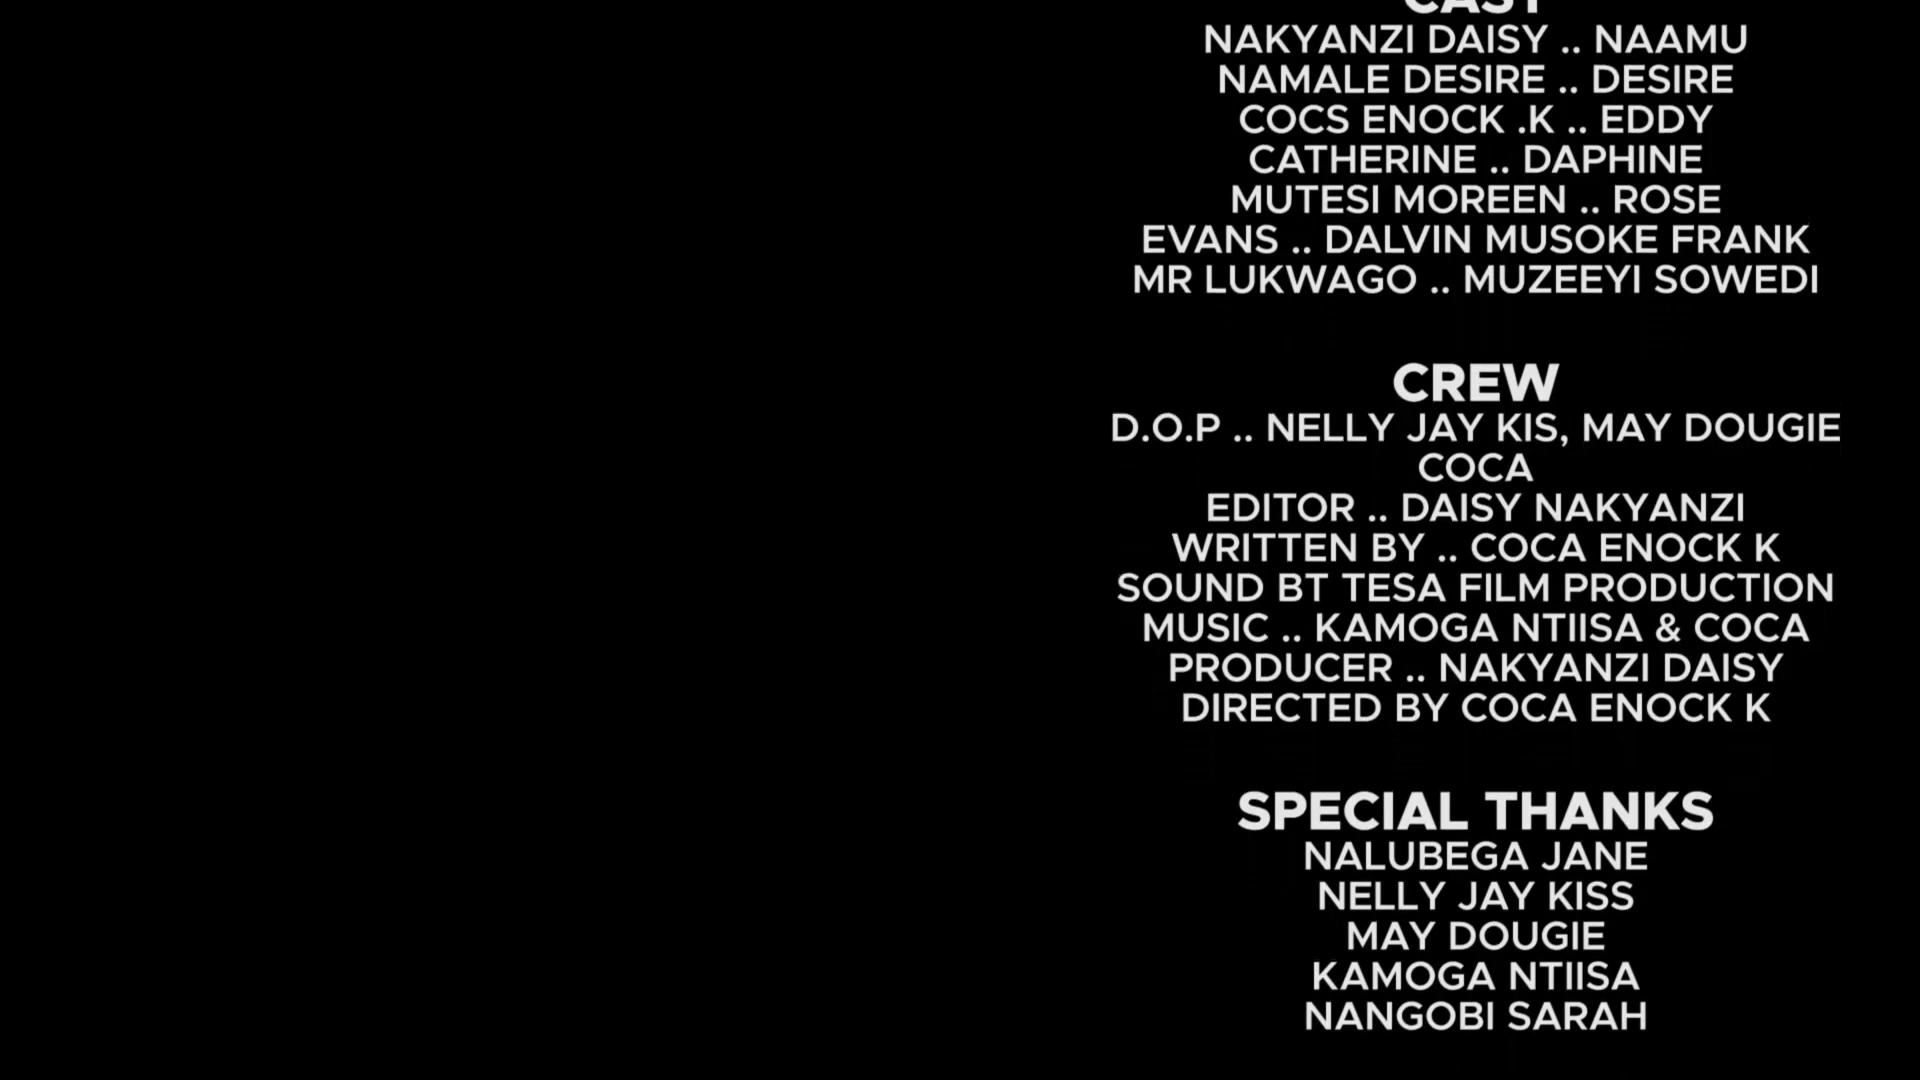 CAST
NAKYANZI DAISY .. NAAMU
NAMALE DESIRE .. DESIRE
COCS ENOCK .K .. EDDY
CATHERINE .. DAPHINE
MUTESI MOREEN .. ROSE
EVANS .. DALVIN MUSOKE FRANK
MR LUKWAGO .. MUZEEYI SOWEDI
CREW
D.O.P .. NELLY JAY KIS, MAY DOUGIE
COCA
EDITOR .. DAISY NAKYANZI
WRITTEN BY .. COCA ENOCK K
SOUND BT TESA FILM PRODUCTION
MUSIC .. KAMOGA NTIISA & COCA
PRODUCER .. NAKYANZI DAISY
DIRECTED BY COCA ENOCK K
SPECIAL THANKS
NALUBEGA JANE
NELLY JAY KISS
MAY DOUGIE
KAMOGA NTIISA
NANGOBI SARAH